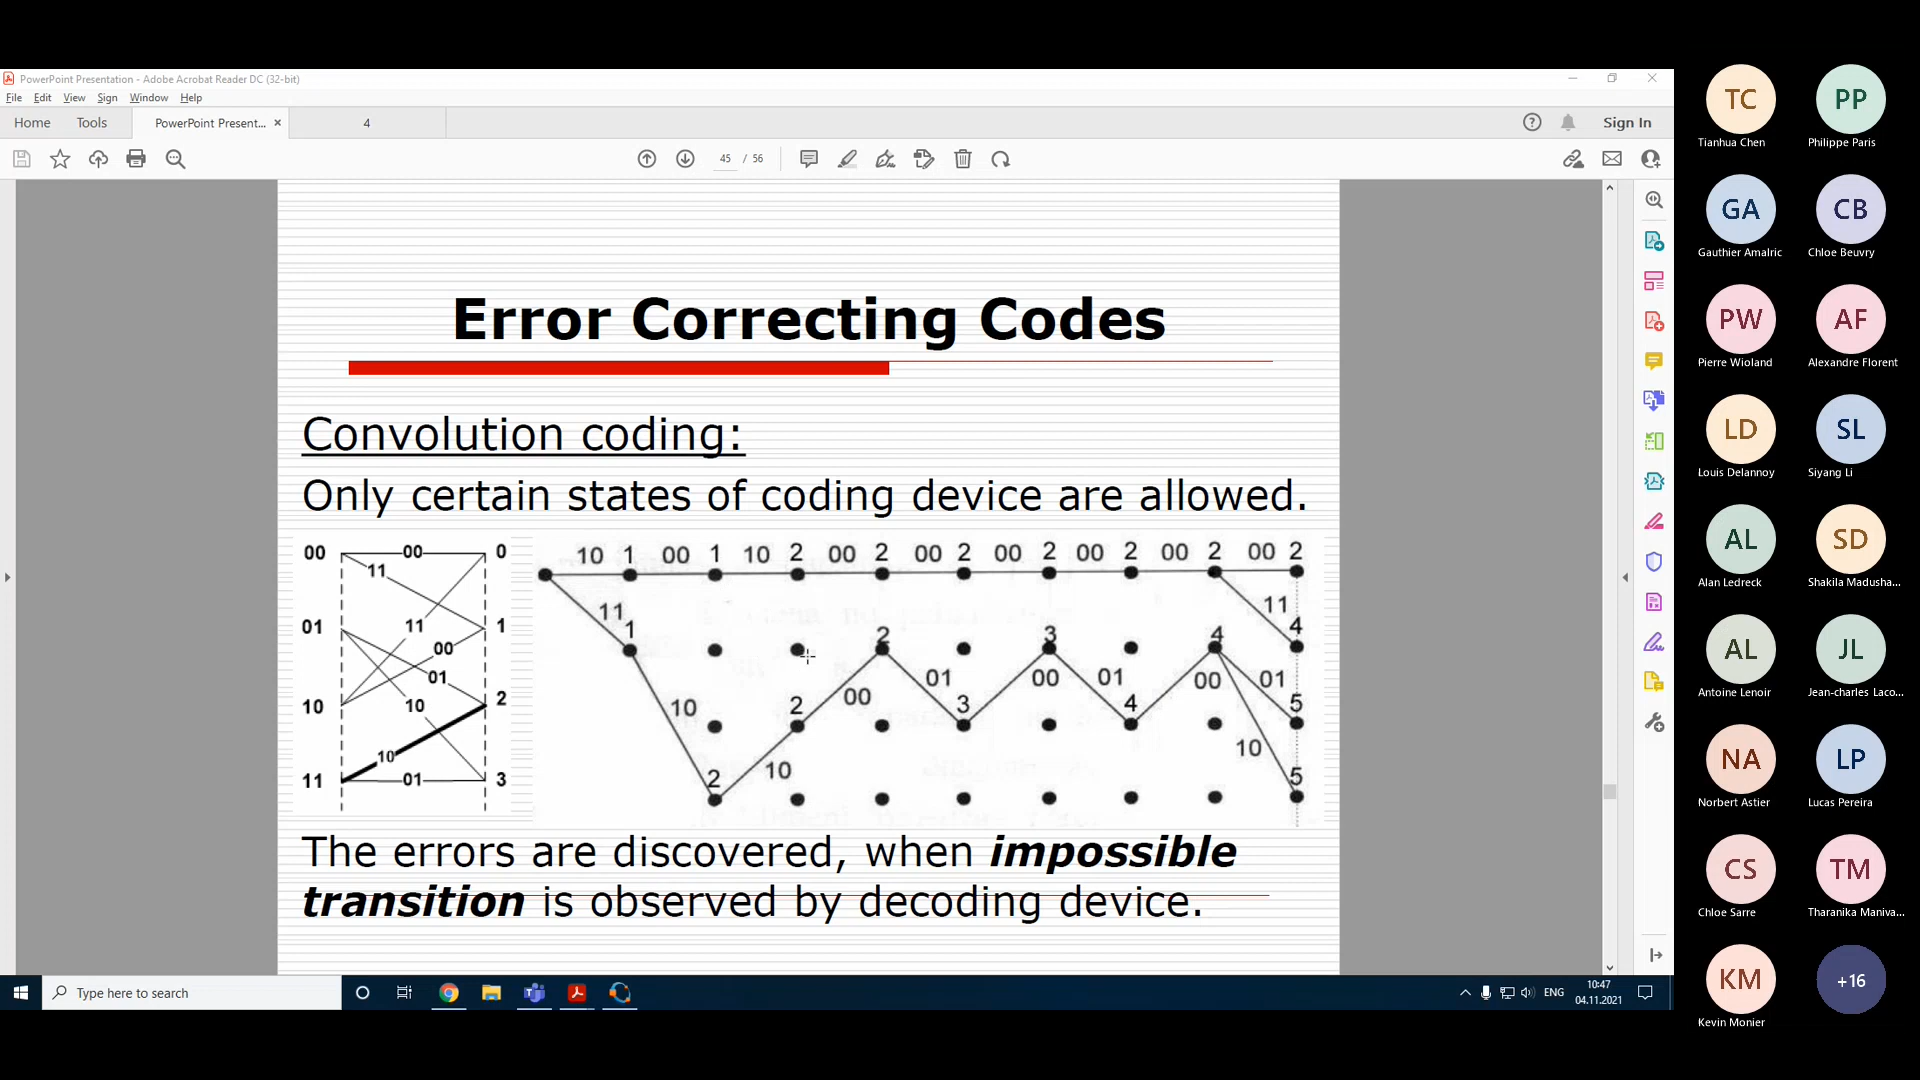 PowerPoint Presentation - Adobe Acrobat Reader DC (32-bit)
File Edit View Sign Window Help
Home Tools PowerPoint Present... × 4 Sign In
45 / 56
Error Correcting Codes
Convolution coding:
Only certain states of coding device are allowed.
00 00 0
11
01 11 1
00
01
10 10 2
10
11 01 3
10 1 00 1 10 2 00 2 00 2 00 2 00 2 00 2 00 2
11 11
1 2 3 4 4
01 01 01
10 00 00 00
2 3 4 5
10
2 10 5
The errors are discovered, when impossible
transition is observed by decoding device.
Type here to search
ENG
10:47
04.11.2021
TC PP
Tianhua Chen Philippe Paris
GA CB
Gauthier Amalric Chloe Beuvry
PW AF
Pierre Wioland Alexandre Florent
LD SL
Louis Delannoy Siyang Li
AL SD
Alan Ledreck Shakila Madusha...
AL JL
Antoine Lenoir Jean-charles Laco...
NA LP
Norbert Astier Lucas Pereira
CS TM
Chloe Sarre Tharanika Maniva...
KM +16
Kevin Monier